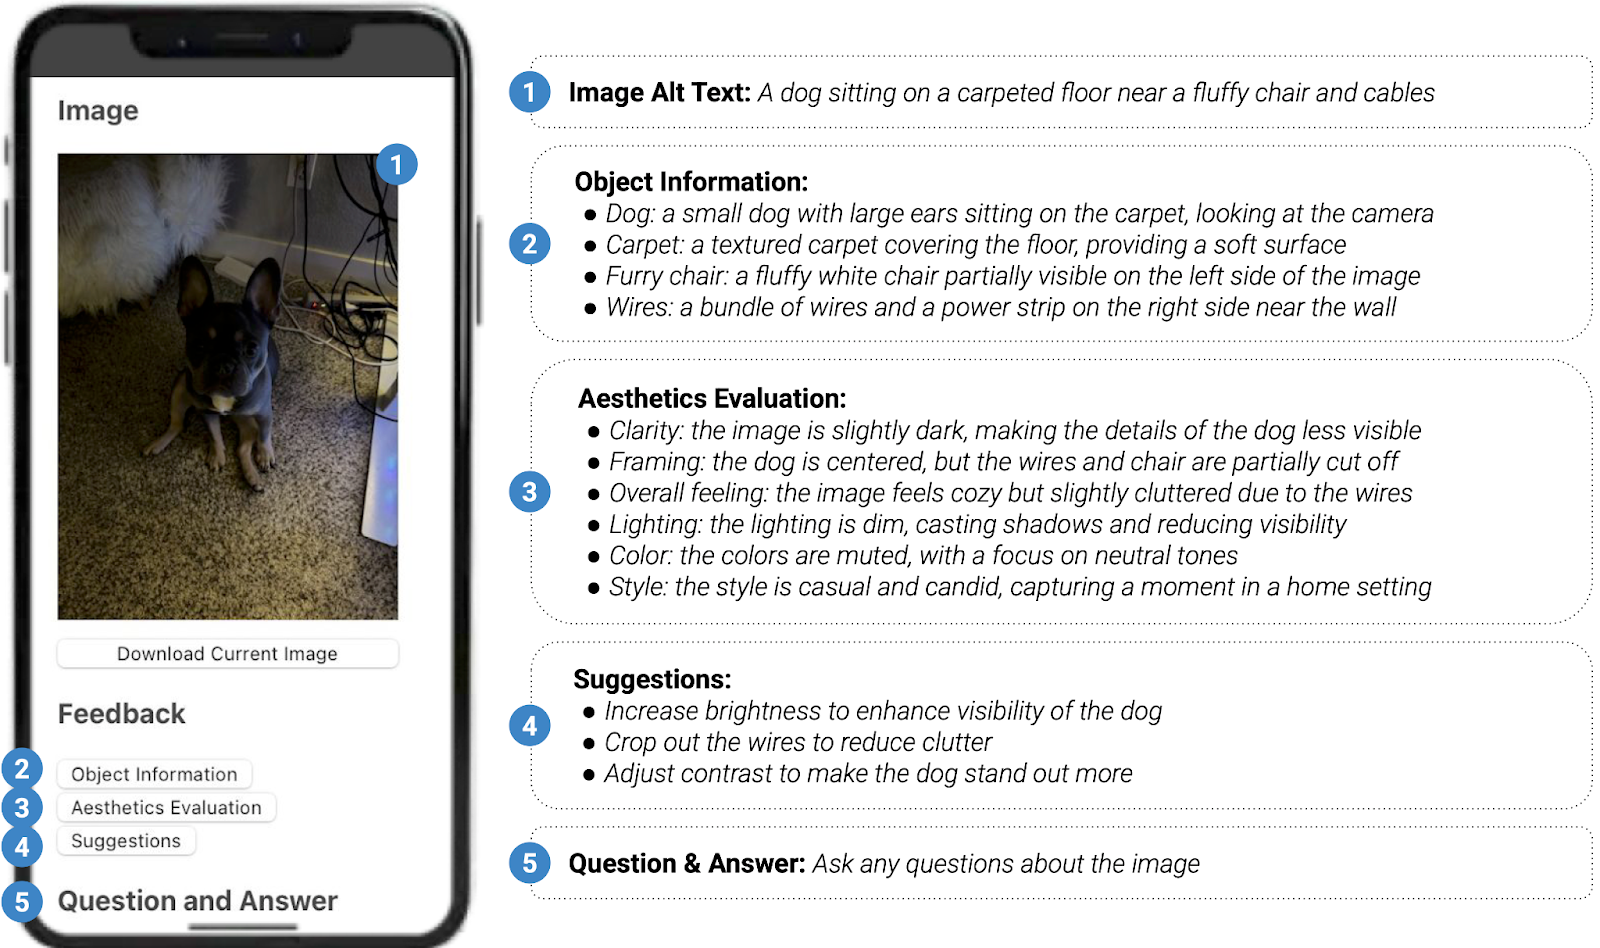 Image
1
Download Current Image
Feedback
2 Object Information
3 Aesthetics Evaluation
4 Suggestions
5 Question and Answer
1 Image Alt Text: A dog sitting on a carpeted floor near a fluffy chair and cables
2
Object Information:
● Dog: a small dog with large ears sitting on the carpet, looking at the camera
● Carpet: a textured carpet covering the floor, providing a soft surface
● Furry chair: a fluffy white chair partially visible on the left side of the image
● Wires: a bundle of wires and a power strip on the right side near the wall
3
Aesthetics Evaluation:
● Clarity: the image is slightly dark, making the details of the dog less visible
● Framing: the dog is centered, but the wires and chair are partially cut off
● Overall feeling: the image feels cozy but slightly cluttered due to the wires
● Lighting: the lighting is dim, casting shadows and reducing visibility
● Color: the colors are muted, with a focus on neutral tones
● Style: the style is casual and candid, capturing a moment in a home setting
4
Suggestions:
● Increase brightness to enhance visibility of the dog
● Crop out the wires to reduce clutter
● Adjust contrast to make the dog stand out more
5 Question & Answer: Ask any questions about the image